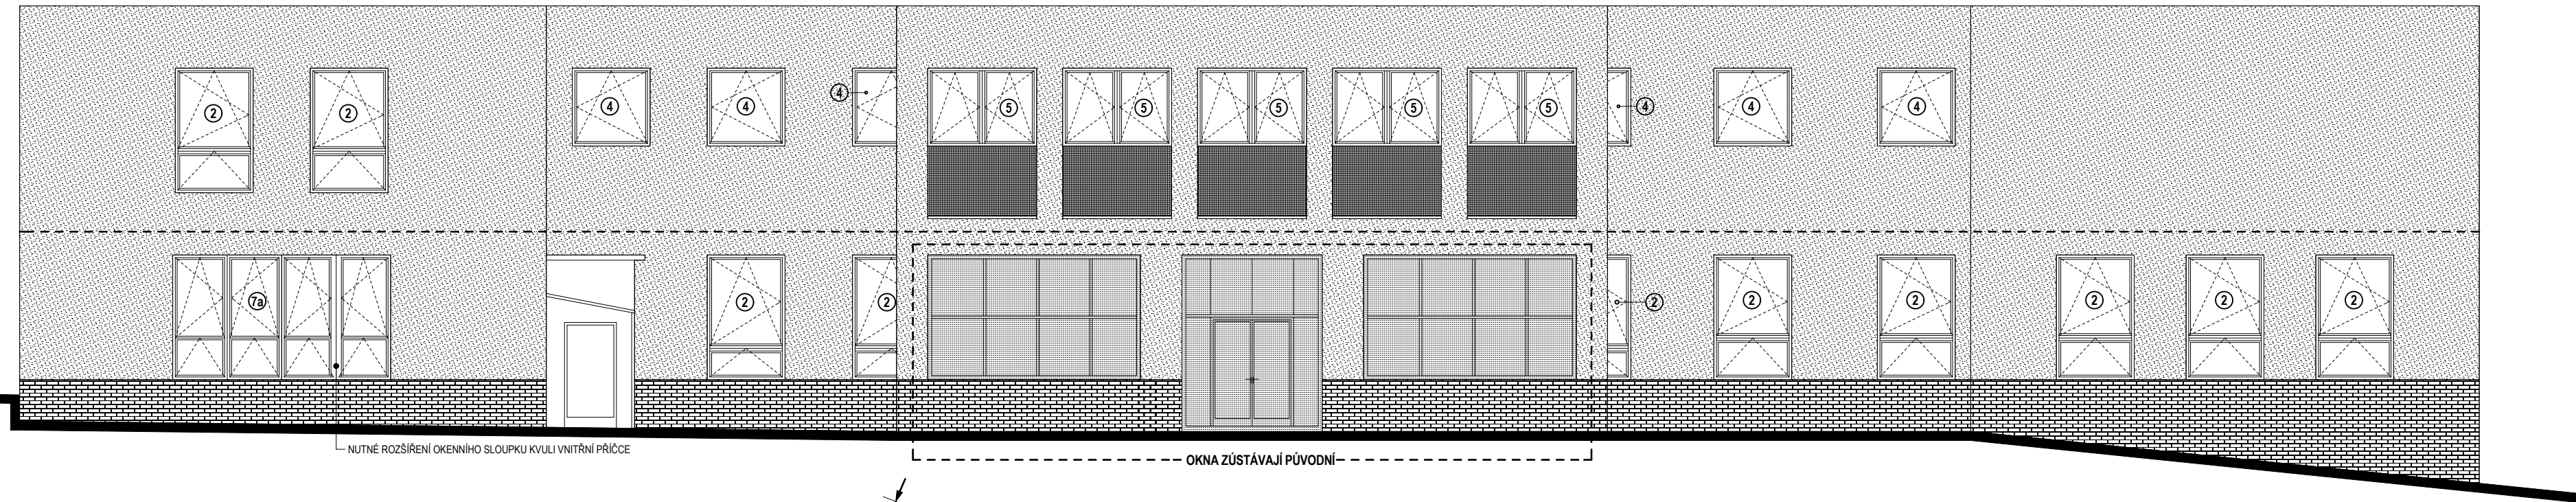 2 2 4 4 4 5 5 5 5 5 4 4 4
7a 2 2 2 2 2 2 2 2
NUTNÉ ROZŠÍŘENÍ OKENNÍHO SLOUPKU KVULI VNITŘNÍ PŘÍČCE
OKNA ZŮSTÁVAJÍ PŮVODNÍ